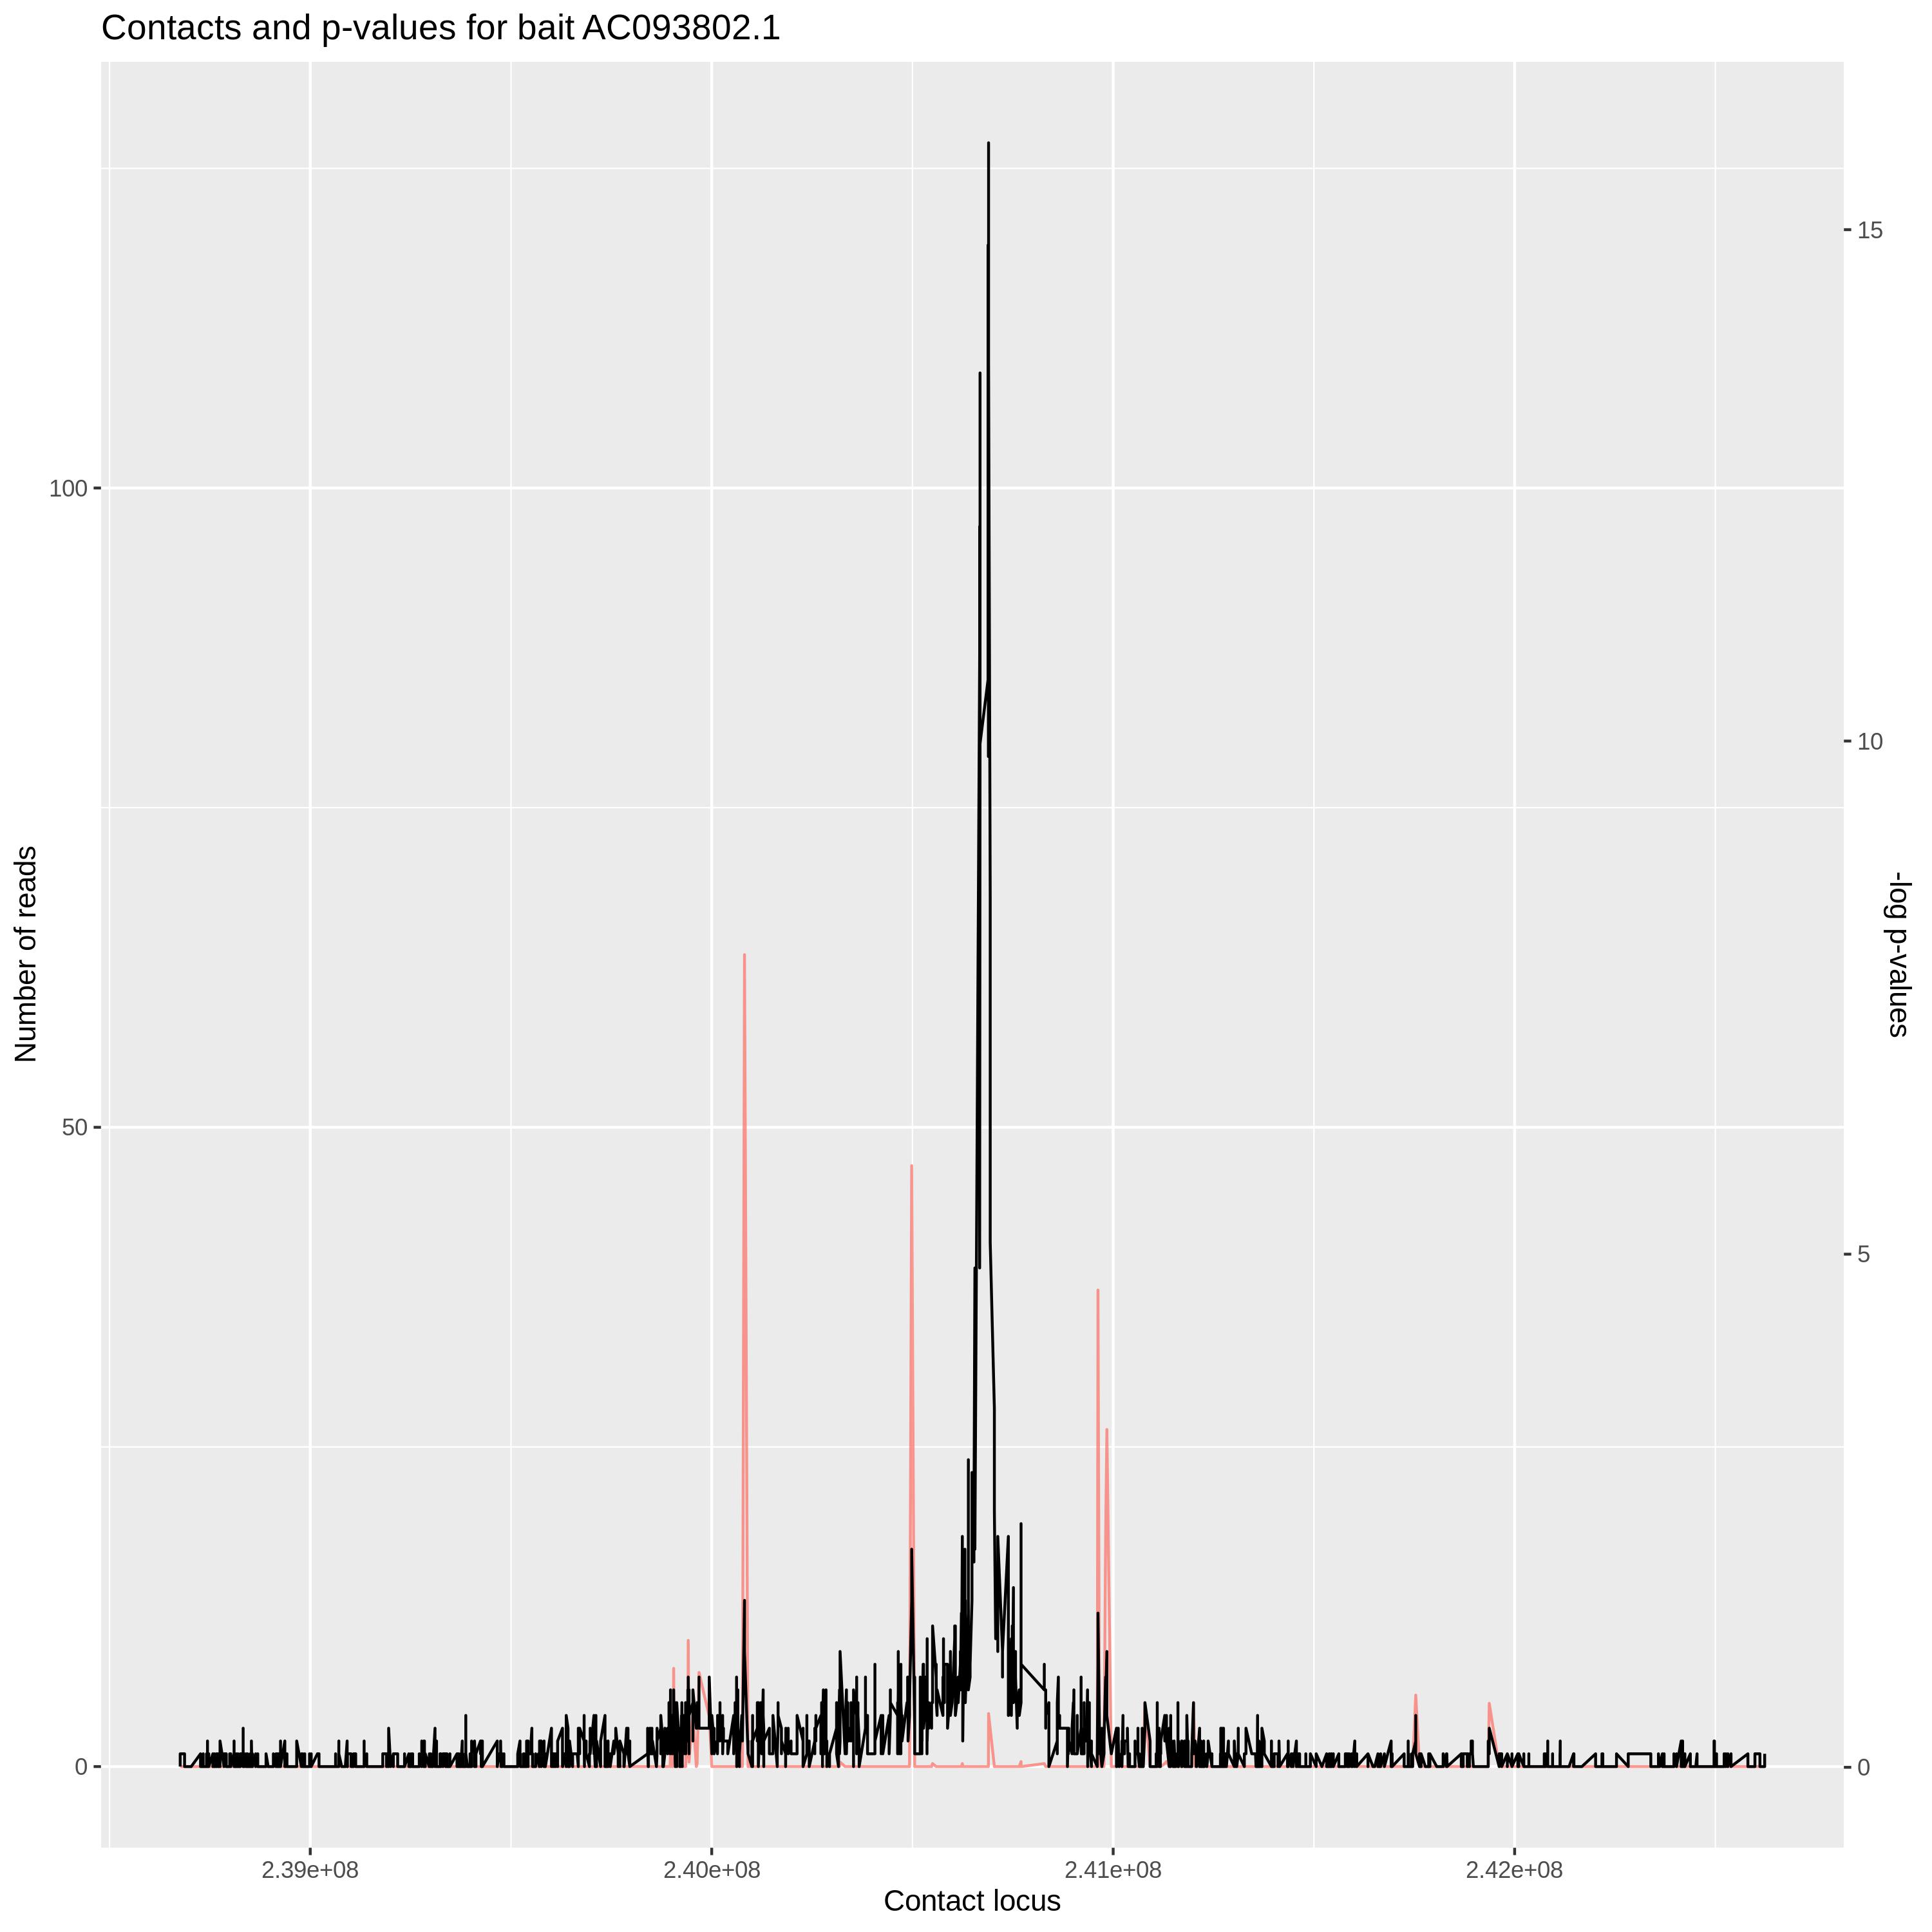 Contacts and p-values for bait AC093802.1
Number of reads
100
50
0
15
10
5
0
-log p-values
2.39e+08
2.40e+08
2.41e+08
2.42e+08
Contact locus